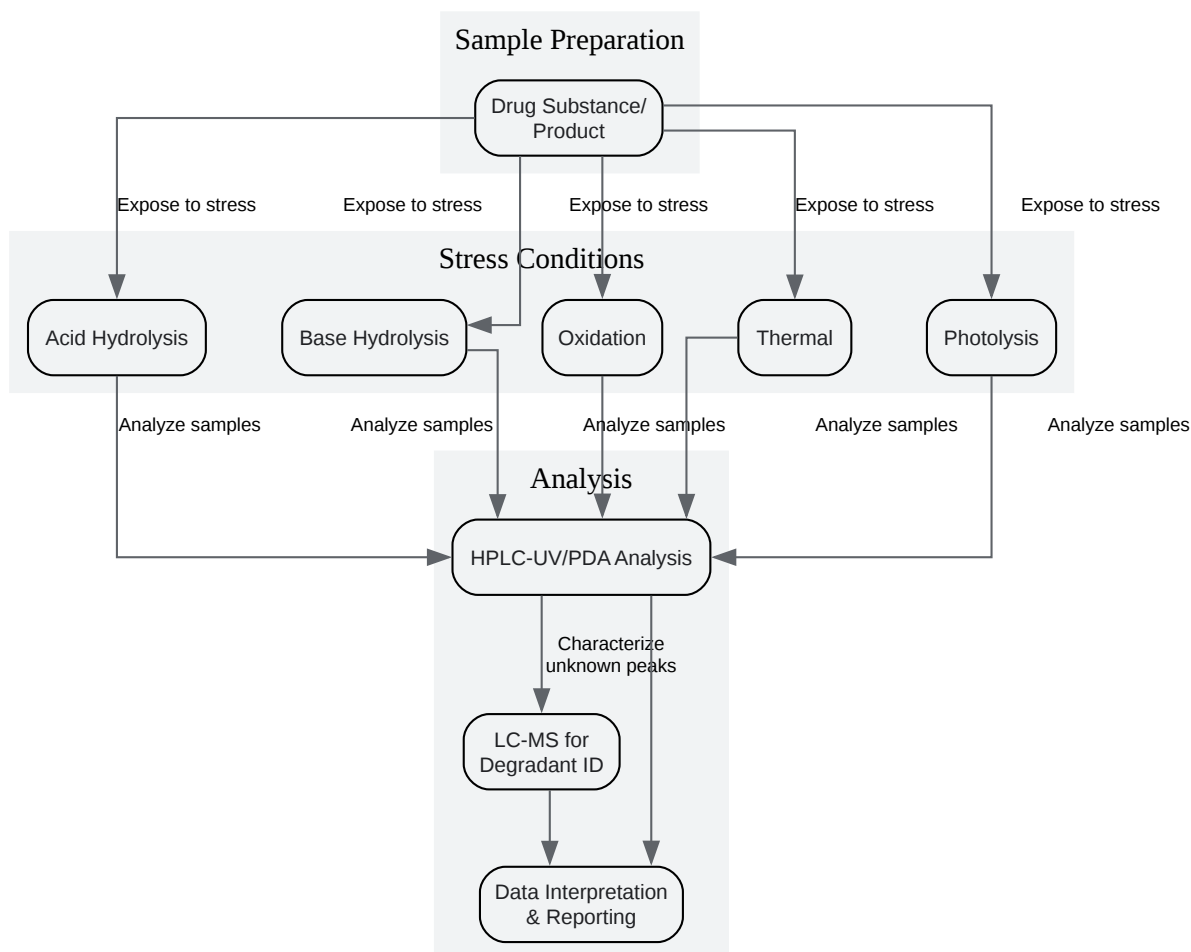 Sample Preparation
Drug Substance/
Product
Expose to stress
Expose to stress
Expose to stress
Expose to stress
Expose to stress
Stress Conditions
Acid Hydrolysis
Base Hydrolysis
Oxidation
Thermal
Photolysis
Analyze samples
Analyze samples
Analyze samples
Analyze samples
Analyze samples
Analysis
HPLC-UV/PDA Analysis
Characterize
unknown peaks
LC-MS for
Degradant ID
Data Interpretation
& Reporting